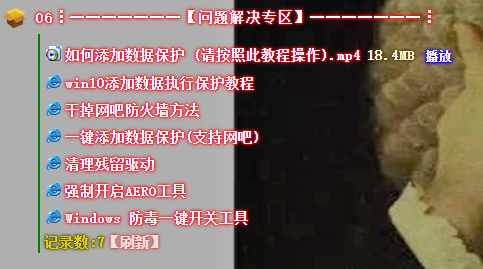 06┆━━━━━━━【问题解决专区】━━━━━━━┆
如何添加数据保护 (请按照此教程操作).mp4 18.4MB 播放
win10添加数据执行保护教程
干掉网吧防火墙方法
一键添加数据保护(支持网吧)
清理残留驱动
强制开启AERO工具
Windows 防毒一键开关工具
记录数:7【刷新】